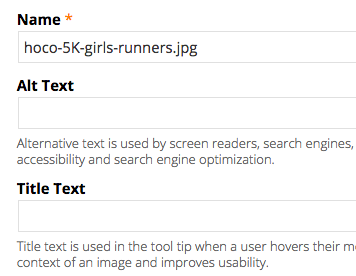 Name *
hoco-5K-girls-runners.jpg
Alt Text
Alternative text is used by screen readers, search engines,
accessibility and search engine optimization.
Title Text
Title text is used in the tool tip when a user hovers their
context of an image and improves usability.